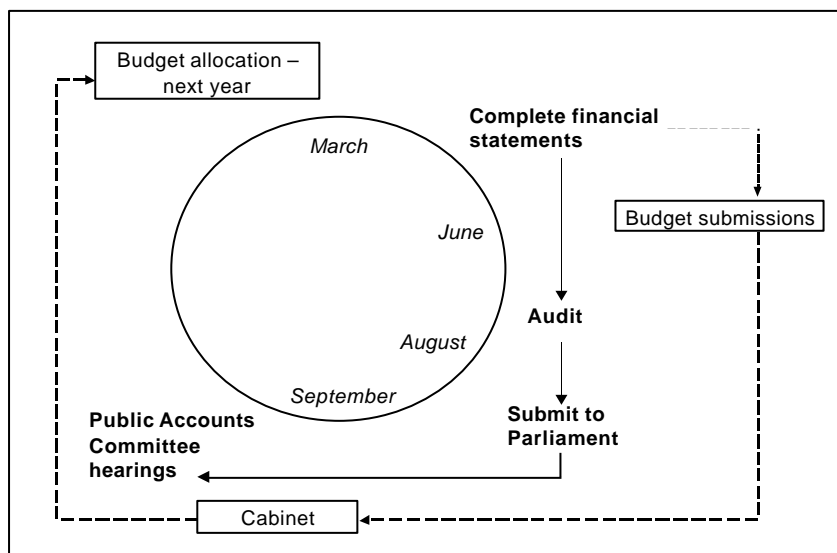 Budget allocation –
next year
Complete financial
statements
March
June
Budget submissions
Audit
August
September
Submit to
Parliament
Public Accounts
Committee
hearings
Cabinet